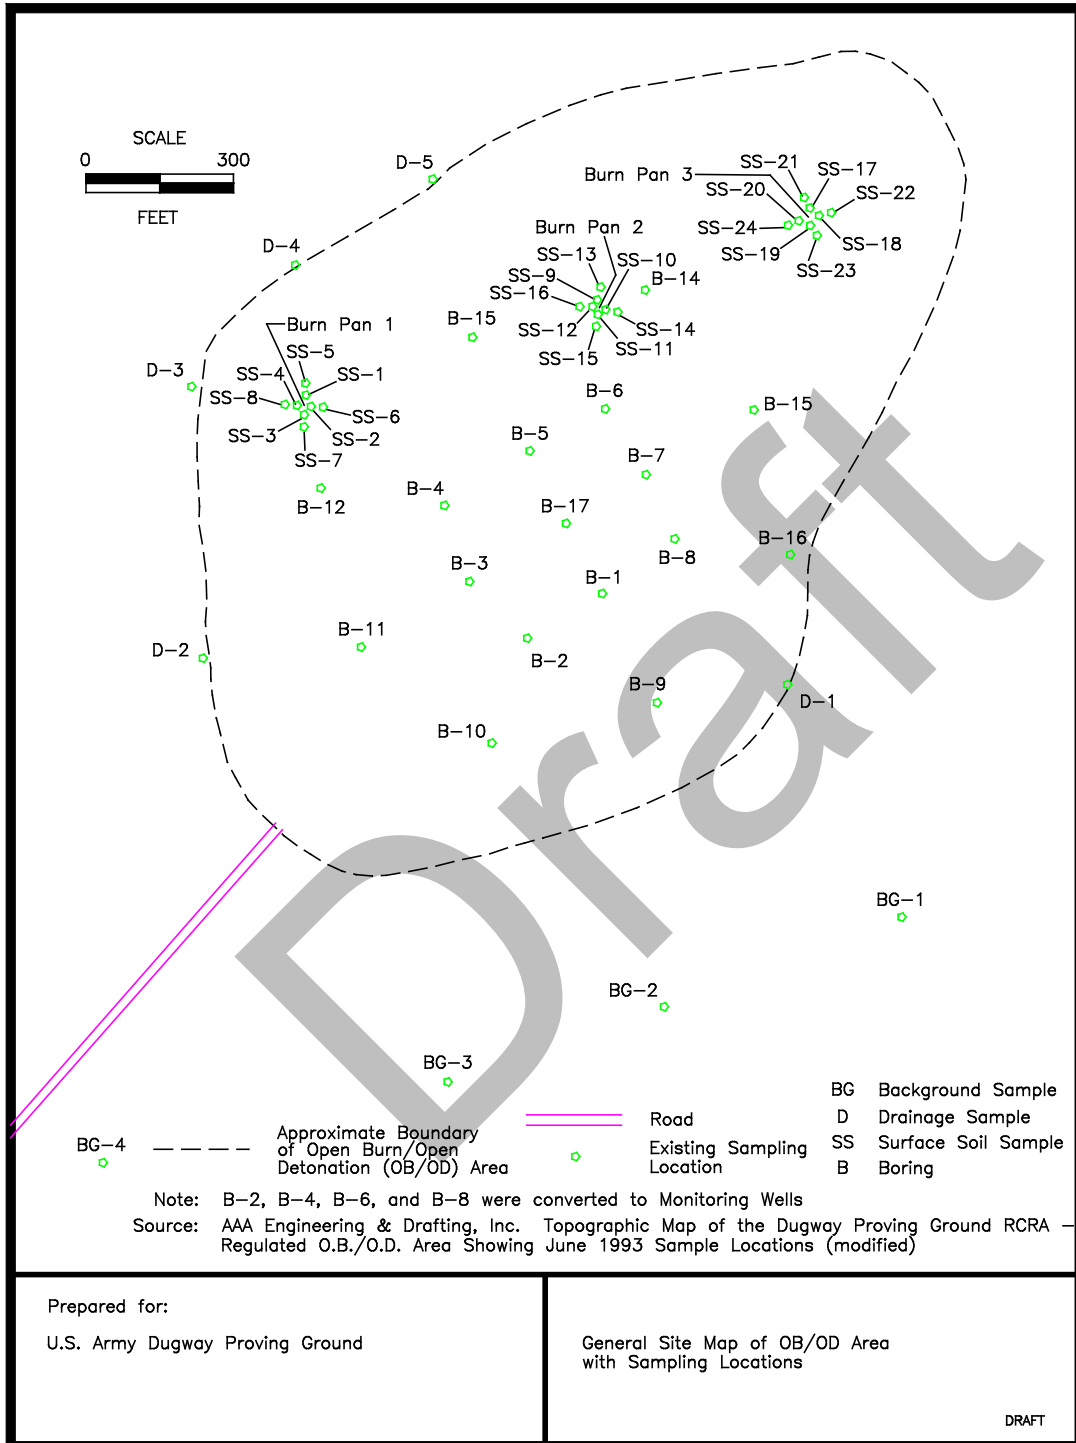 SCALE
0 300
FEET
D-5
D-4
D-3
D-2
D-1
Burn Pan 3
SS-21
SS-17
SS-20
SS-22
SS-24
SS-19
SS-18
SS-23
Burn Pan 2
SS-13
SS-10
SS-9
B-14
SS-16
SS-12
SS-14
SS-15
SS-11
B-15
Burn Pan 1
SS-5
SS-4
SS-1
SS-8
SS-6
SS-3
SS-2
SS-7
B-12
B-6
B-15
B-5
B-7
B-4
B-17
B-8
B-16
B-3
B-1
B-11
B-2
B-9
B-10
Draft
BG-1
BG-2
BG-3
BG-4
Approximate Boundary
of Open Burn/Open
Detonation (OB/OD) Area
Road
Existing Sampling
Location
BG Background Sample
D Drainage Sample
SS Surface Soil Sample
B Boring
Note: B-2, B-4, B-6, and B-8 were converted to Monitoring Wells
Source: AAA Engineering & Drafting, Inc. Topographic Map of the Dugway Proving Ground RCRA -
Regulated O.B./O.D. Area Showing June 1993 Sample Locations (modified)
Prepared for:
U.S. Army Dugway Proving Ground
General Site Map of OB/OD Area
with Sampling Locations
DRAFT